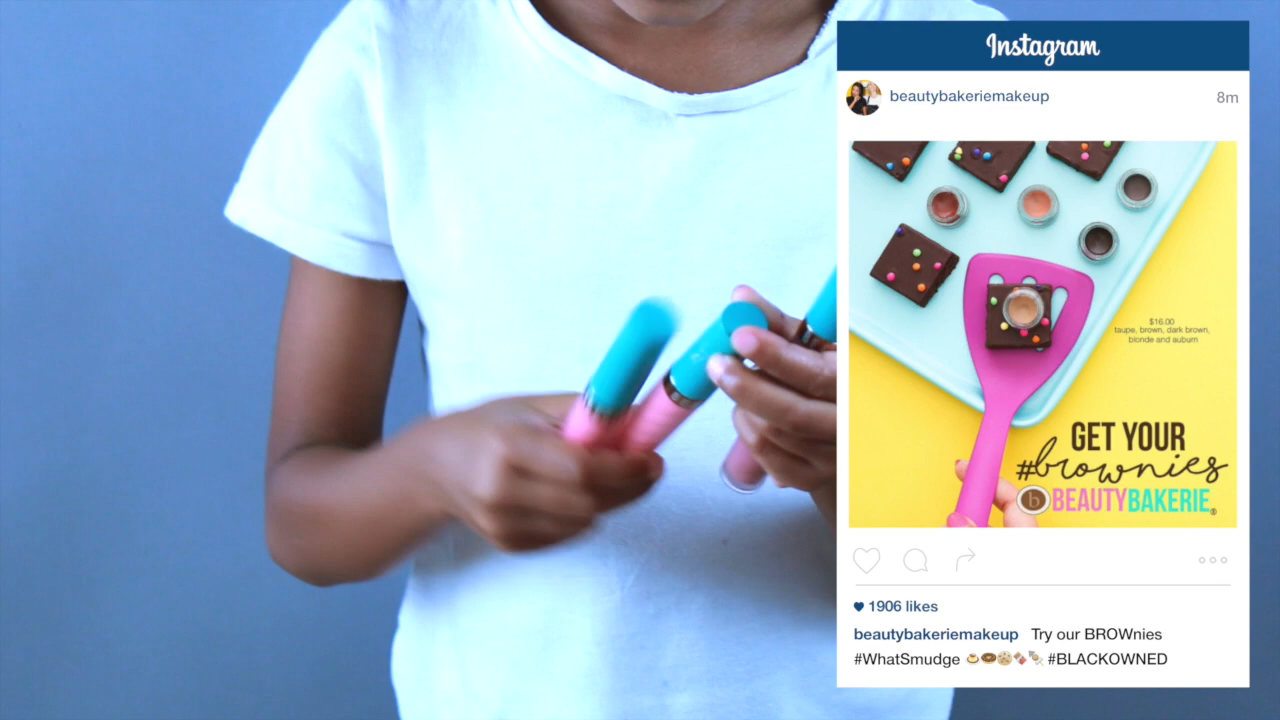 Instagram
beautybakeriemakeup 8m
$16.00
taupe, brown, dark brown,
blonde and auburn
GET YOUR
#brownies
b BEAUTYBAKERIE
1906 likes
beautybakeriemakeup Try our BROWnies
#WhatSmudge 🍮🍩🍪🍫🍡 #BLACKOWNED